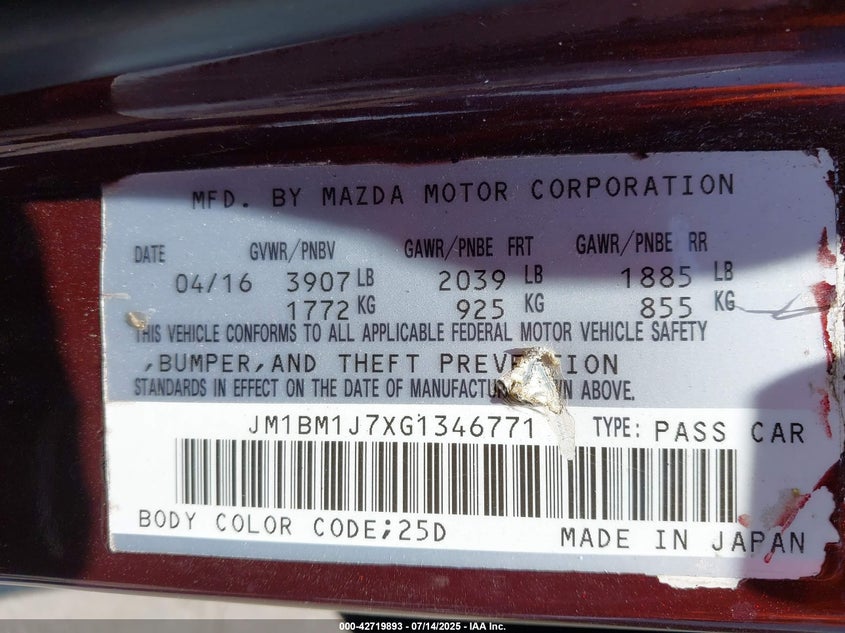 MFD. BY MAZDA MOTOR CORPORATION
DATE GVWR/PNBV GAWR/PNBE FRT GAWR/PNBE RR
04/16 3907 LB 2039 LB 1885 LB
1772 KG 925 KG 855 KG
THIS VEHICLE CONFORMS TO ALL APPLICABLE FEDERAL MOTOR VEHICLE SAFETY
,BUMPER,AND THEFT PREVENTION
STANDARDS IN EFFECT ON THE DATE OF MANUFACTURE SHOWN ABOVE.
JM1BM1J7XG1346771 TYPE: PASS CAR
BODY COLOR CODE;25D MADE IN JAPAN
000-42719893 - 07/14/2025 - IAA Inc.